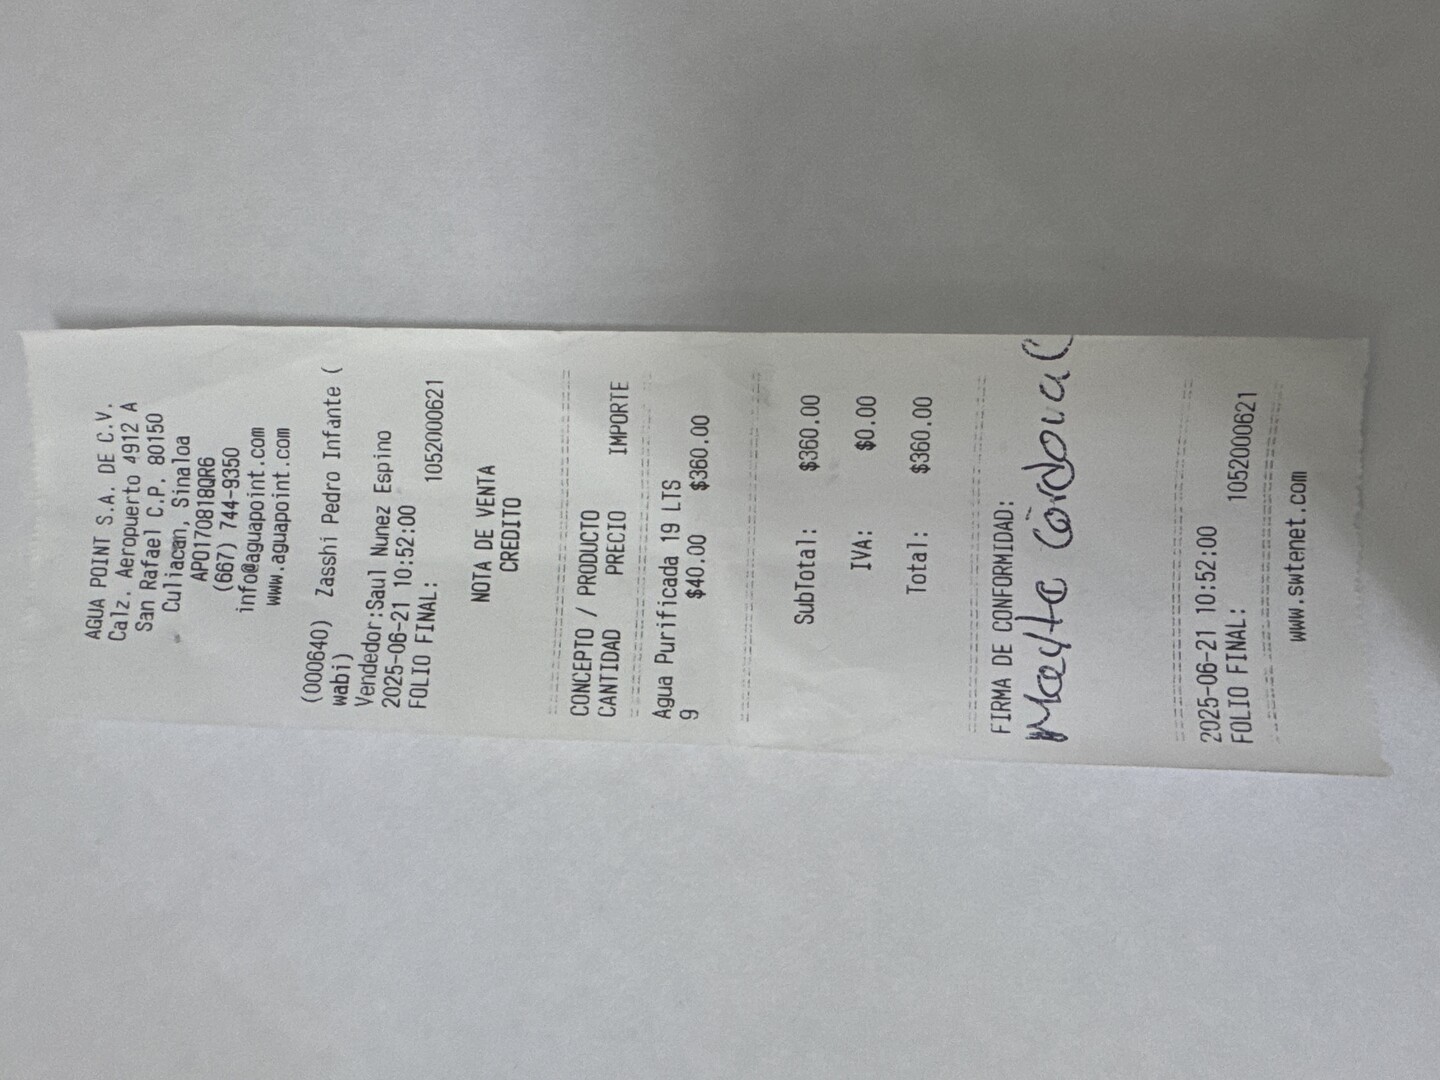 AGUA POINT S.A. DE C.V.
Calz. Aeropuerto 4912 A
San Rafael C.P. 80150
Culiacan, Sinaloa
APO170818QR6
(667) 744-9350
info@aguapoint.com
www.aguapoint.com
(000640) Zasshi Pedro Infante (
wabi)
Vendedor:Saul Nunez Espino
2025-06-21 10:52:00
FOLIO FINAL: 1052000621
NOTA DE VENTA
CREDITO
CONCEPTO / PRODUCTO
CANTIDAD PRECIO IMPORTE
Agua Purificada 19 LTS
9 $40.00 $360.00
SubTotal: $360.00
IVA: $0.00
Total: $360.00
FIRMA DE CONFORMIDAD:
Mayta Cordova C
2025-06-21 10:52:00
FOLIO FINAL: 1052000621
www.swtenet.com